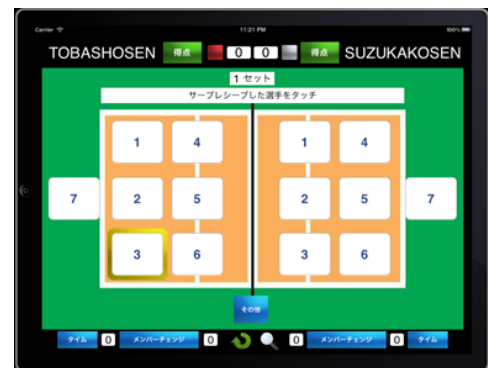 Carrier 11:21 PM 100%
TOBASHOSEN 得点 0 0 得点 SUZUKAKOSEN
1 セット
サーブレシーブした選手をタッチ
1 4 1 4
7 2 5 2 5 7
3 6 3 6
その他
タイム 0 メンバーチェンジ 0 0 メンバーチェンジ 0 タイム